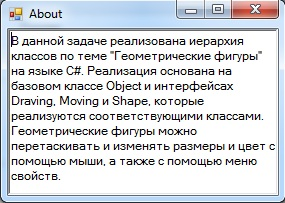 About
В данной задаче реализована иерархия
классов по теме "Геометрические фигуры"
на языке C#. Реализация основана на
базовом классе Object и интерфейсах
Draving, Moving и Shape, которые
реализуются соответствующими классами.
Геометрические фигуры можно
перетаскивать и изменять размеры и цвет с
помощью мыши, а также с помощью меню
свойств.